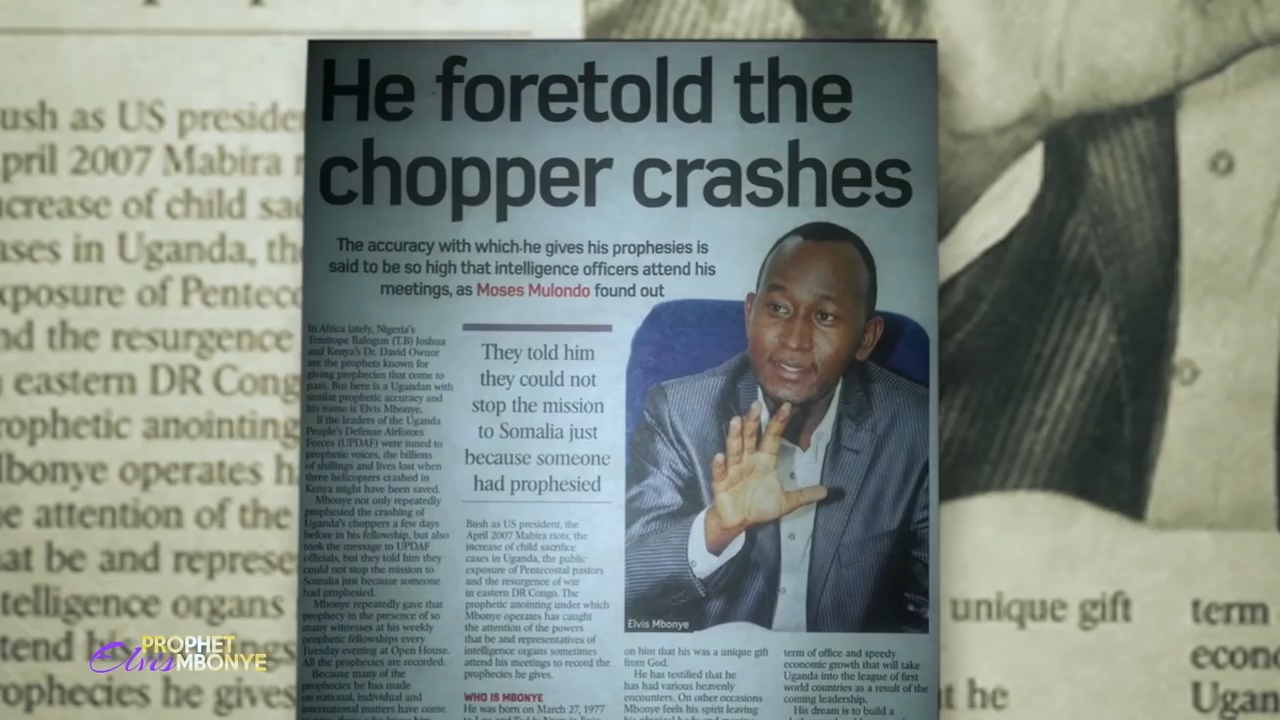 He foretold the
chopper crashes
The accuracy with which he gives his prophesies is
said to be so high that intelligence officers attend his
meetings, as Moses Mulondo found out
In Africa lately, Nigeria's
Temitope Balogun (T.B) Joshua
and Kenya's Dr. David Owuor
are the prophets known for
giving prophecies that come to
pass. But here is a Ugandan with
similar prophetic accuracy and
his name is Elvis Mbonye.
If the leaders of the Uganda
People's Defense Airforces
Forces (UPDAF) were tuned to
prophetic voices, the billions
of shillings and lives lost when
three helicopters crashed in
Kenya might have been saved.
Mbonye not only repeatedly
prophesied the crashing of
Uganda's choppers a few days
before in his fellowship, but also
took the message to UPDAF
officials, but they told him they
could not stop the mission to
Somalia just because someone
had prophesied.
Mbonye repeatedly gave that
prophecy in the presence of so
many witnesses at his weekly
prophetic fellowships every
Tuesday evening at Open House.
All the prophecies are recorded.
Because many of the
prophecies he has made
on national, individual and
international matters have come
They told him
they could not
stop the mission
to Somalia just
because someone
had prophesied
Bush as US president, the
April 2007 Mabira riots, the
increase of child sacrifice
cases in Uganda, the public
exposure of Pentecostal pastors
and the resurgence of war
in eastern DR Congo. The
prophetic anointing under which
Mbonye operates has caught
the attention of the powers
that be and representatives of
intelligence organs sometimes
attend his meetings to record the
prophecies he gives.
WHO IS MBONYE
He was born on March 27, 1977
Elvis Mbonye
on him that his was a unique gift
from God.
He has testified that he
has had various heavenly
encounters. On other occasions
Mbonye feels his spirit leaving
term of office and speedy
economic growth that will take
Uganda into the league of first
world countries as a result of the
coming leadership.
His dream is to build a
ush as US preside
pril 2007 Mabira
crease of child sa
ases in Uganda, th
xposure of Pentec
nd the resurgence
eastern DR Cong
rophetic anointing
bonye operates h
e attention of the
at be and represe
telligence organs
tend
rophecies he gives
unique gift
t he
term
econ
Ugan
PROPHET
Elvis MBONYE